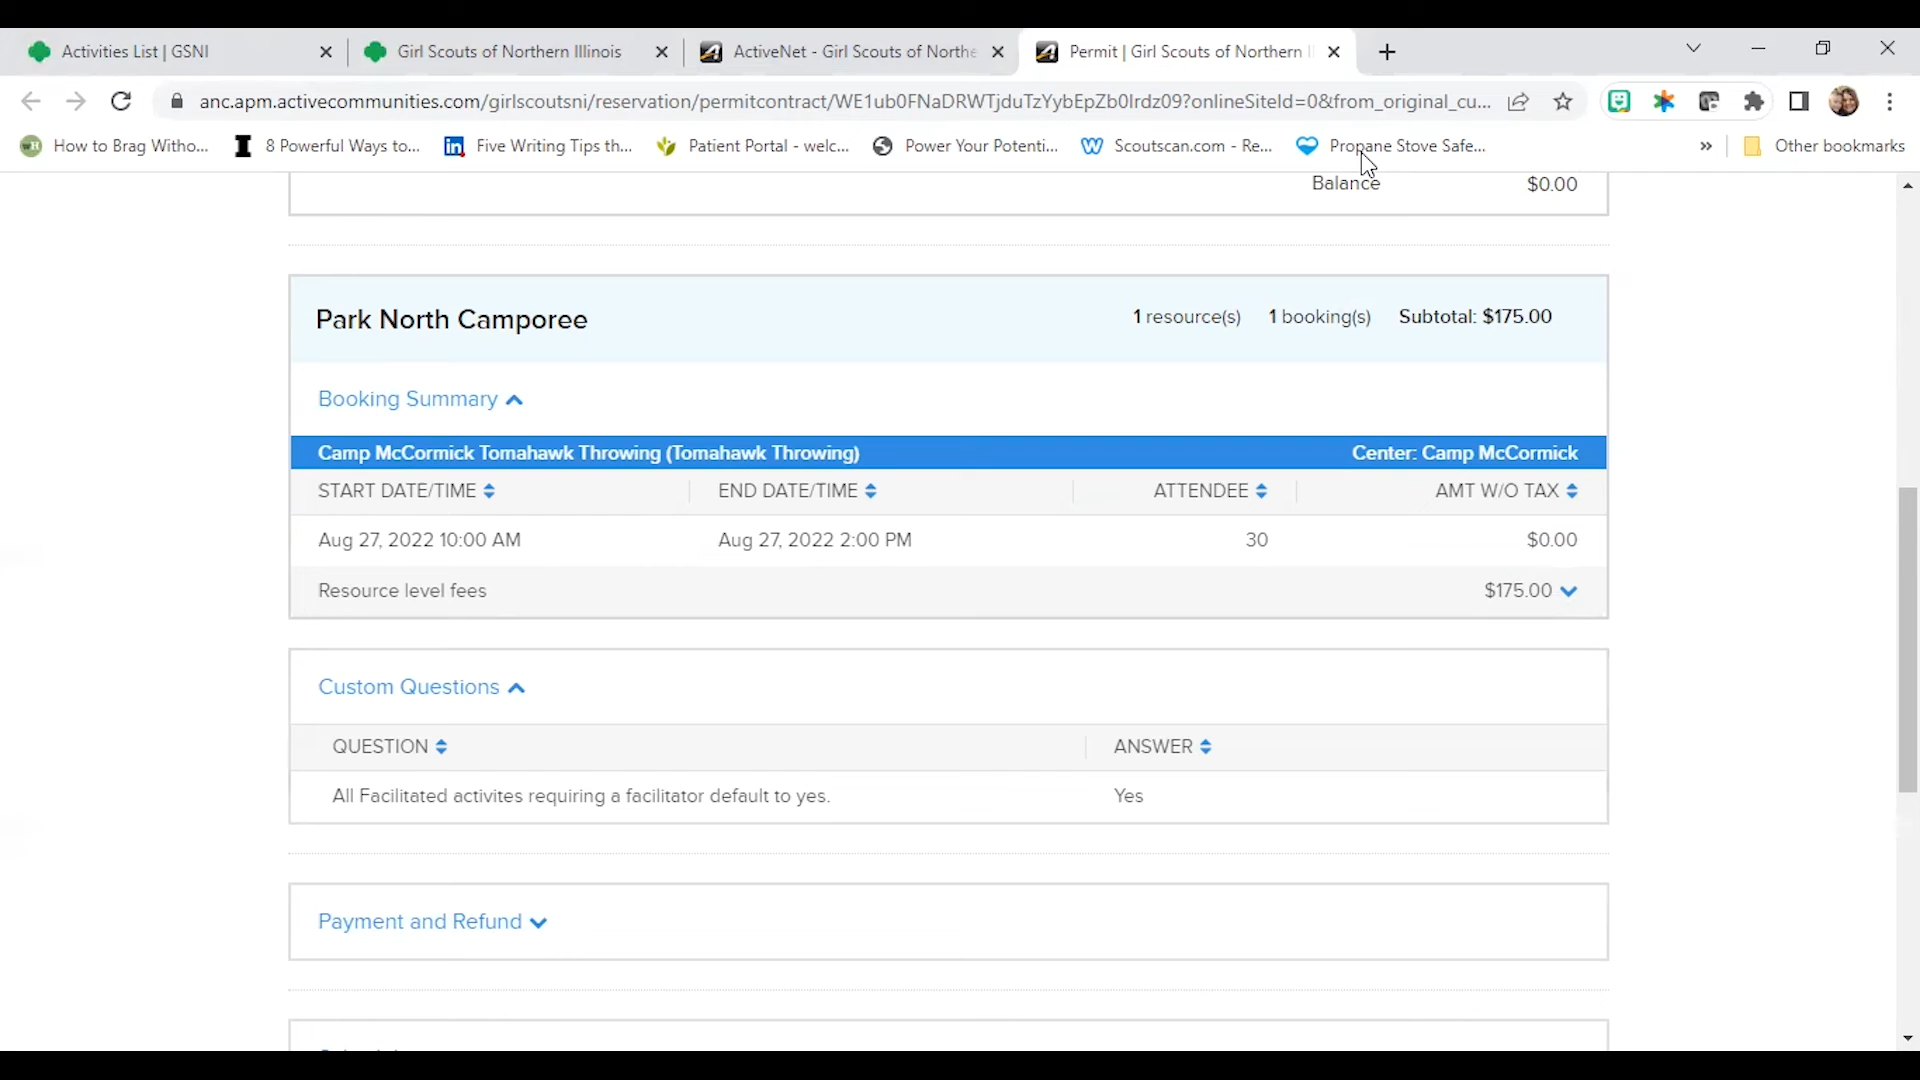 Activities List | GSNI
Girl Scouts of Northern Illinois
ActiveNet - Girl Scouts of Northe
Permit | Girl Scouts of Northern I
anc.apm.activecommunities.com/girlscoutsni/reservation/permitcontract/WE1ub0FNaDRWTjduTzYybEpZb0lrdz09?onlineSiteId=0&from_original_cu...
How to Brag Witho...
8 Powerful Ways to...
Five Writing Tips th...
Patient Portal - welc...
Power Your Potenti...
Scoutscan.com - Re...
Propane Stove Safe...
Other bookmarks
Balance $0.00
Park North Camporee 1 resource(s) 1 booking(s) Subtotal: $175.00
Booking Summary
Camp McCormick Tomahawk Throwing (Tomahawk Throwing) Center: Camp McCormick
START DATE/TIME END DATE/TIME ATTENDEE AMT W/O TAX
Aug 27, 2022 10:00 AM Aug 27, 2022 2:00 PM 30 $0.00
Resource level fees $175.00
Custom Questions
QUESTION ANSWER
All Facilitated activites requiring a facilitator default to yes. Yes
Payment and Refund